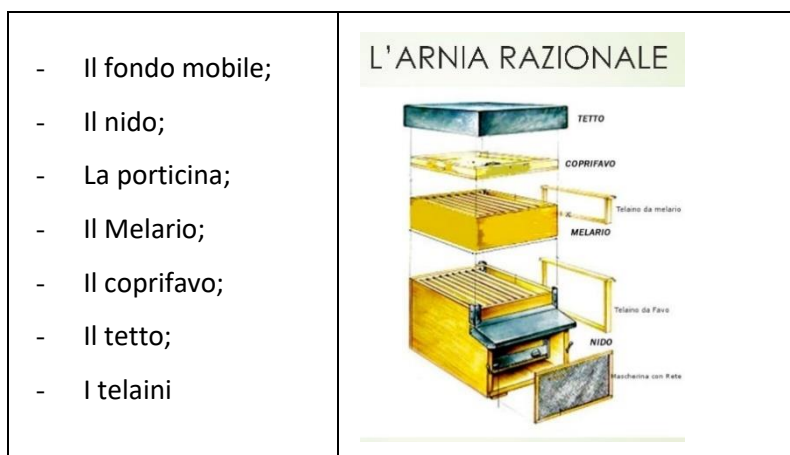 - Il fondo mobile;
- Il nido;
- La porticina;
- Il Melario;
- Il coprifavo;
- Il tetto;
- I telaini
L'ARNIA RAZIONALE
TETTO
COPRIFAVO
Telaino da melario
MELARIO
Telaino da Favo
NIDO
Mascherina con Rete